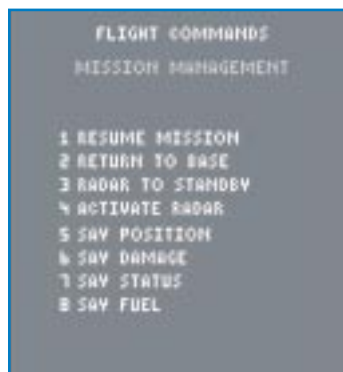 FLIGHT COMMANDS
MISSION MANAGEMENT
1 RESUME MISSION
2 RETURN TO BASE
3 RADAR TO STANDBY
4 ACTIVATE RADAR
5 SAY POSITION
6 SAY DAMAGE
7 SAY STATUS
8 SAY FUEL